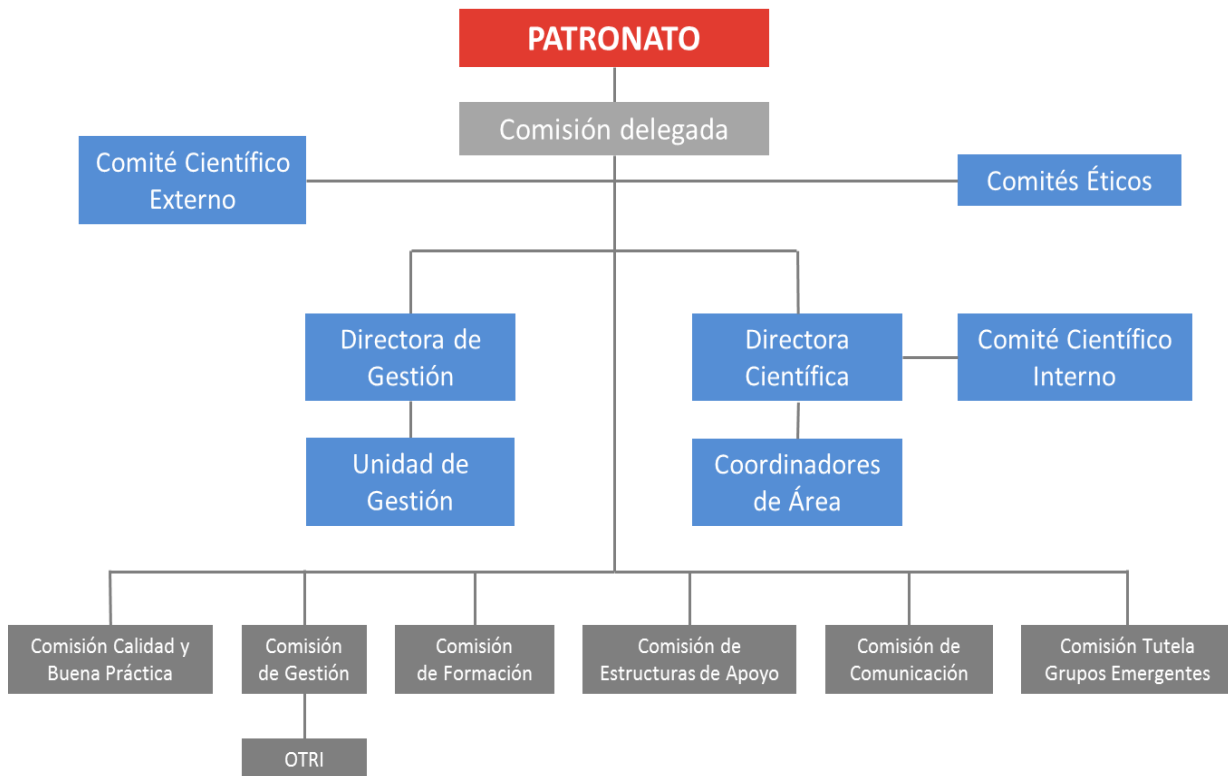 PATRONATO
Comisión delegada
Comité Científico
Externo
Comités Éticos
Directora de
Gestión
Directora
Científica
Comité Científico
Interno
Unidad de
Gestión
Coordinadores
de Área
Comisión Calidad y
Buena Práctica
Comisión
de Gestión
Comisión
de Formación
Comisión de
Estructuras de Apoyo
Comisión de
Comunicación
Comisión Tutela
Grupos Emergentes
OTRI